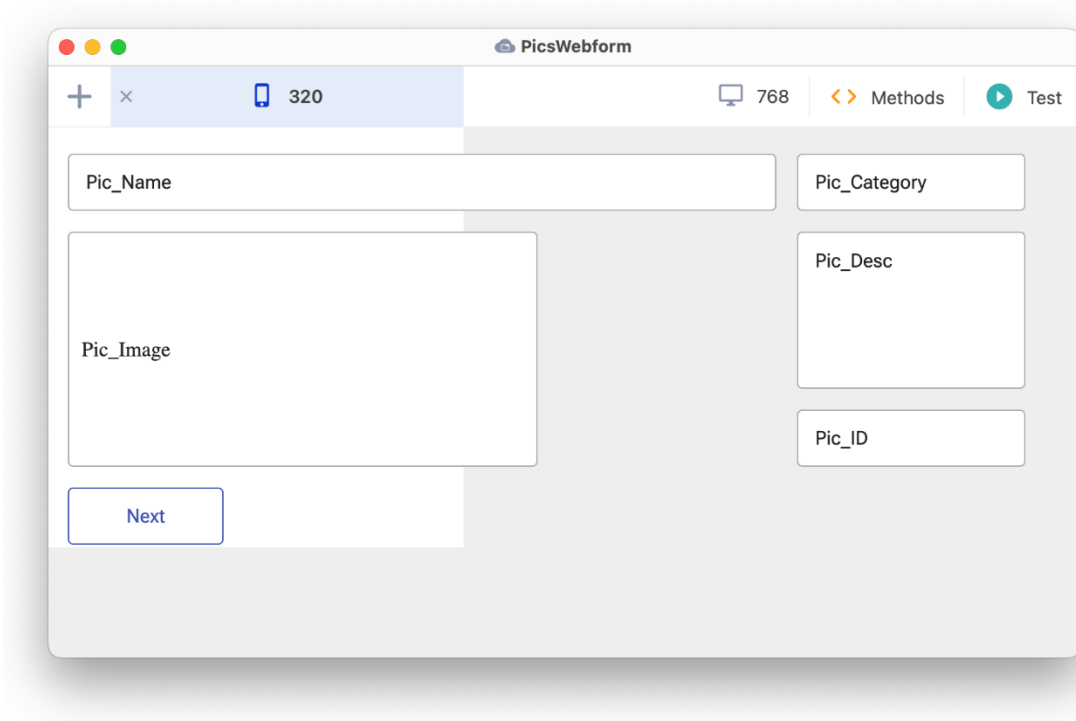 PicsWebform
320
768
Methods
Test
Pic_Name
Pic_Category
Pic_Image
Pic_Desc
Pic_ID
Next